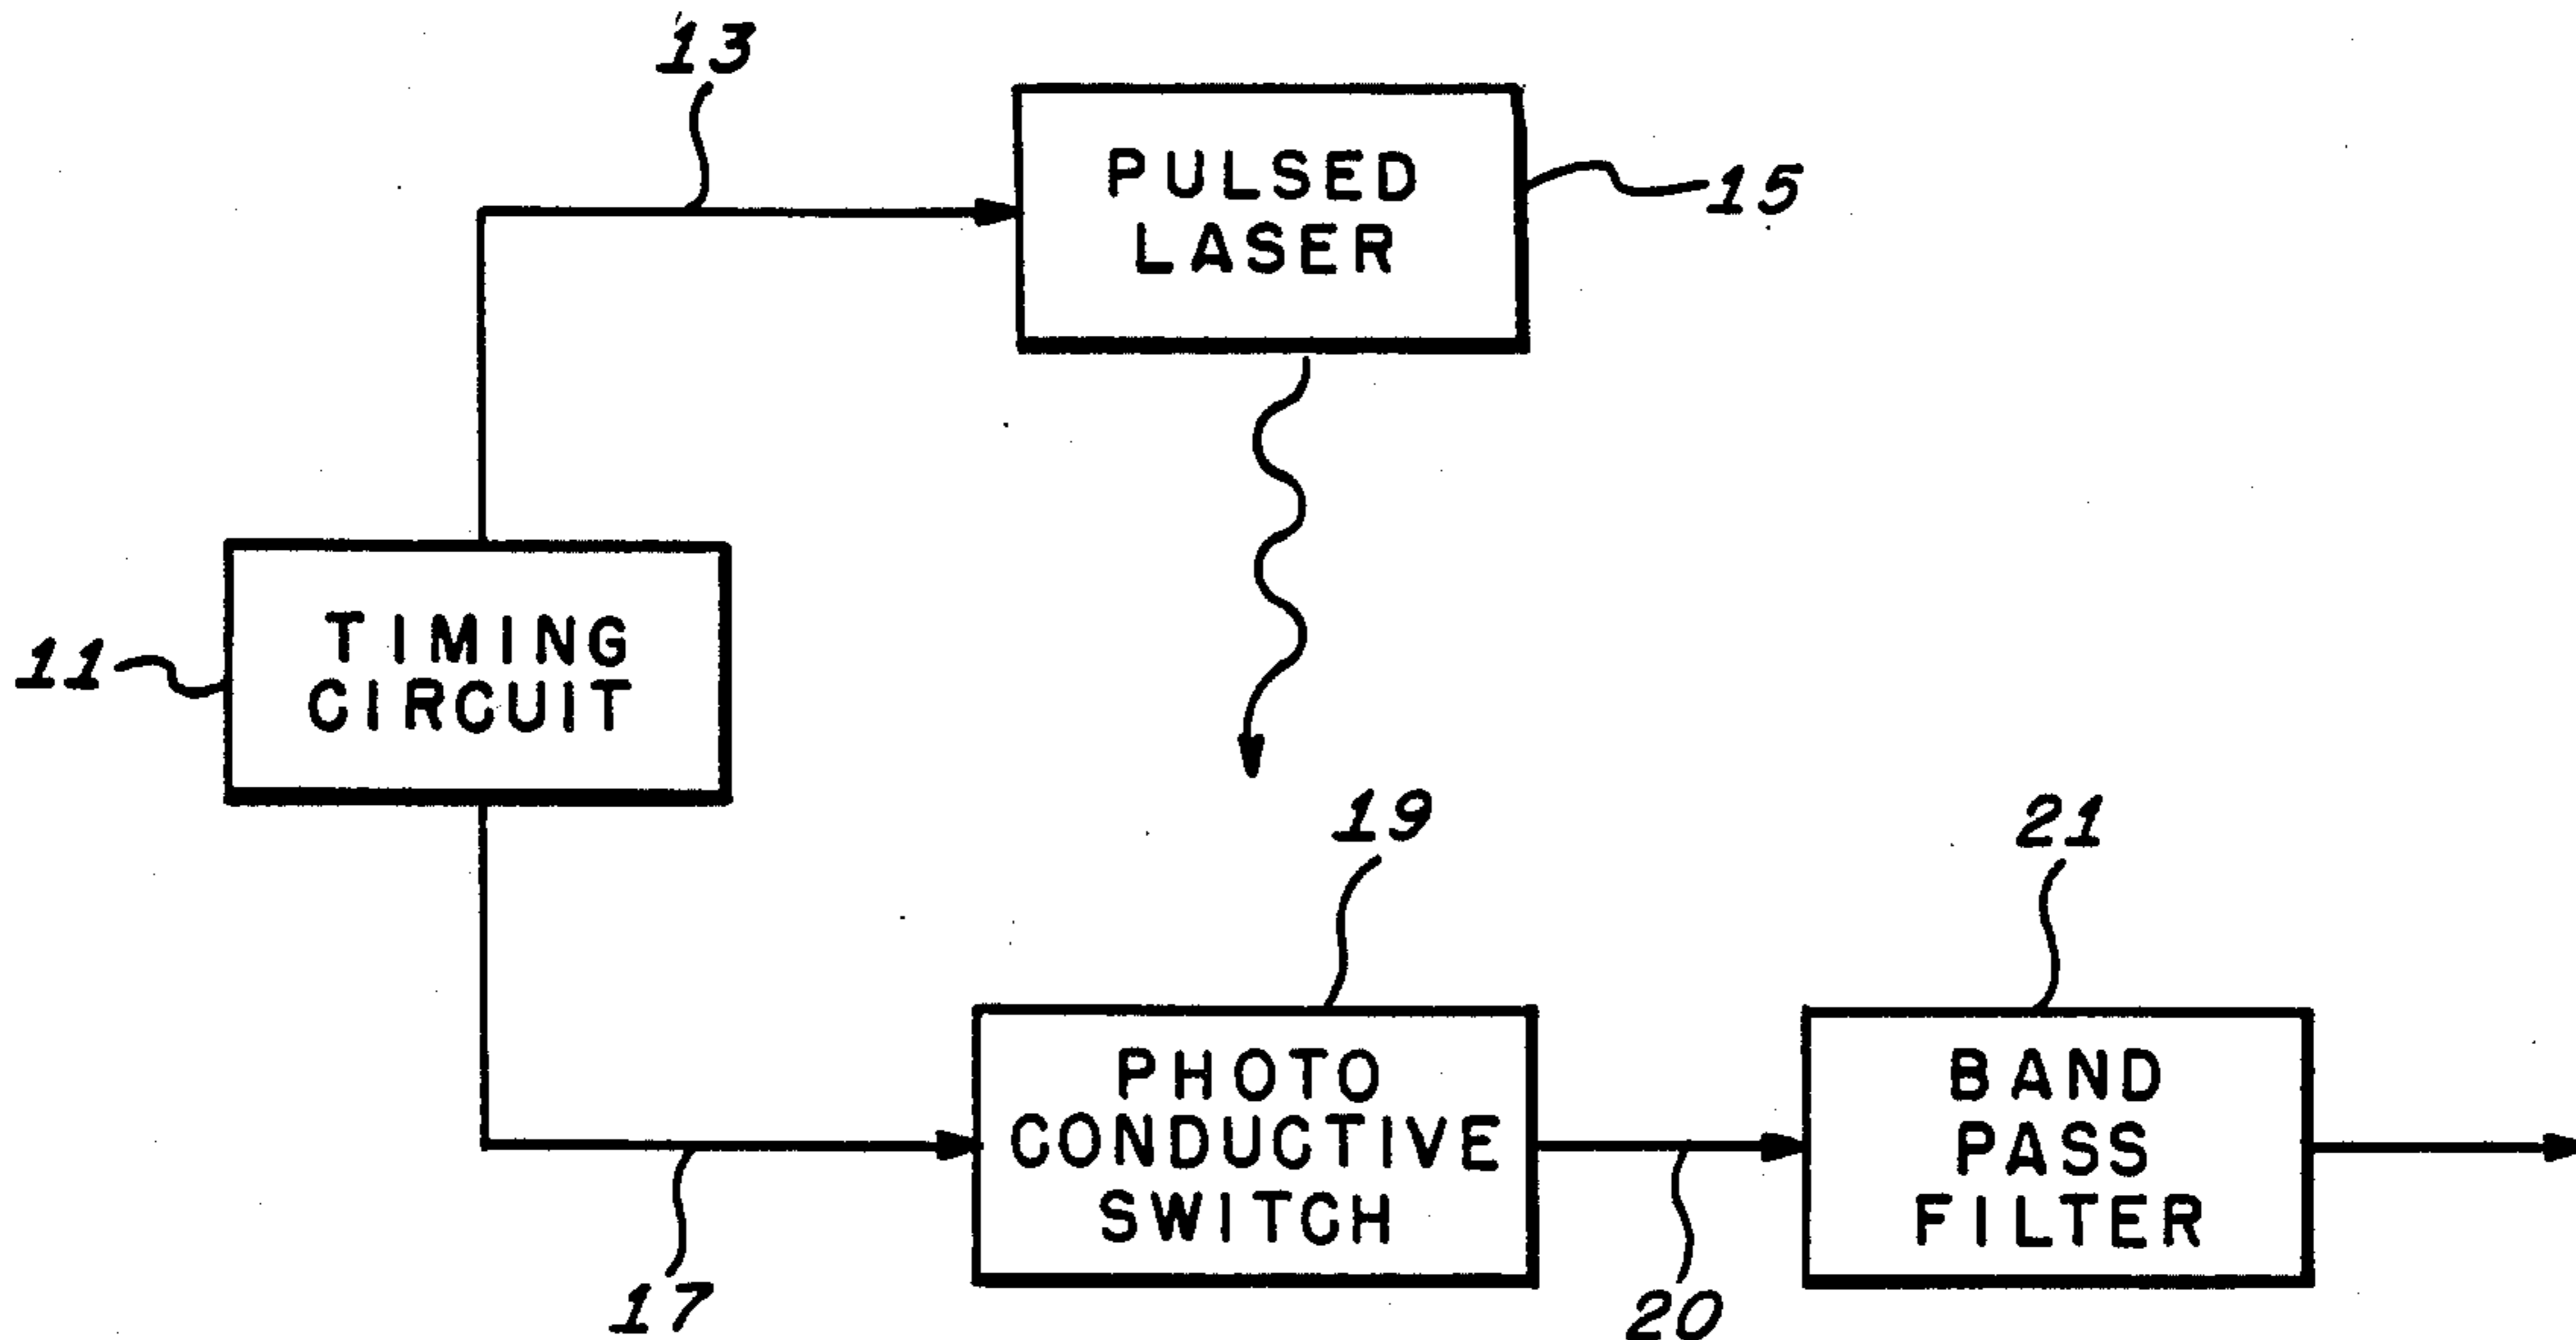 13
PULSED
LASER
15
TIMING
CIRCUIT
11
19
21
PHOTO
CONDUCTIVE
SWITCH
BAND
PASS
FILTER
17
20